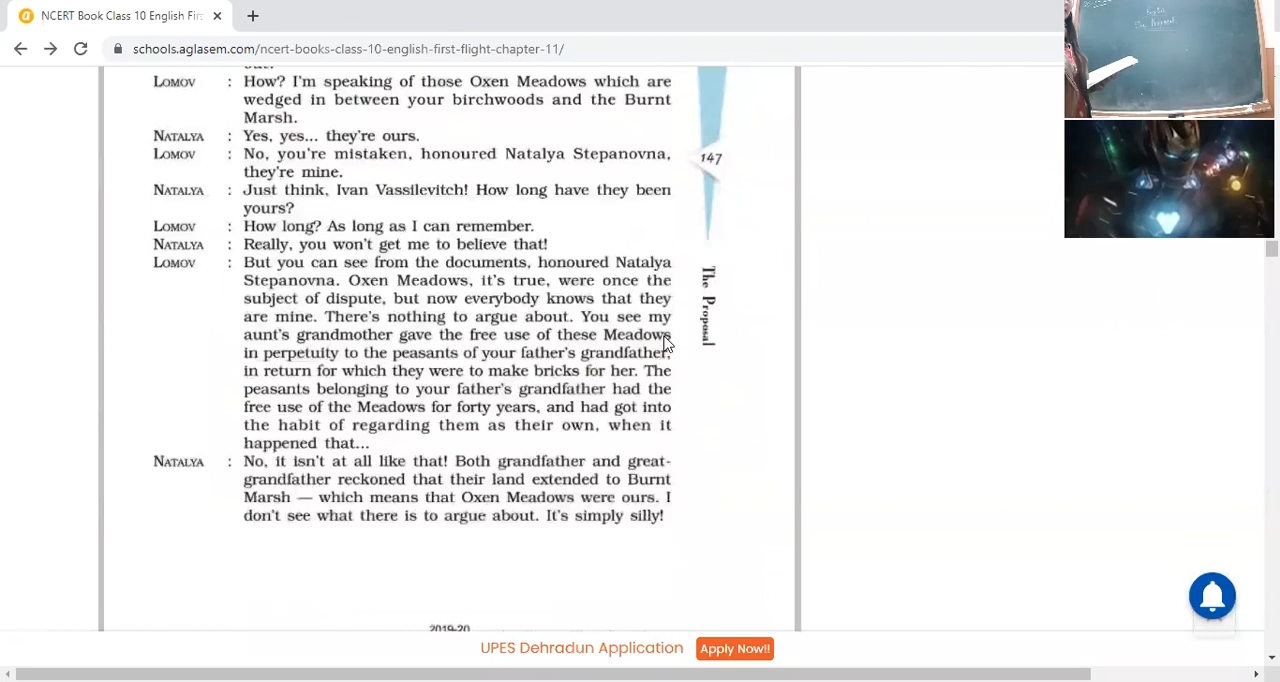 NCERT Book Class 10 English Firs
schools.aglasem.com/ncert-books-class-10-english-first-flight-chapter-11/
out.
LOMOV : How? I'm speaking of those Oxen Meadows which are
wedged in between your birchwoods and the Burnt
Marsh.
NATALYA : Yes, yes... they're ours.
LOMOV : No, you're mistaken, honoured Natalya Stepanovna,
they're mine.
NATALYA : Just think, Ivan Vassilevitch! How long have they been
yours?
LOMOV : How long? As long as I can remember.
NATALYA : Really, you won't get me to believe that!
LOMOV : But you can see from the documents, honoured Natalya
Stepanovna. Oxen Meadows, it's true, were once the
subject of dispute, but now everybody knows that they
are mine. There's nothing to argue about. You see my
aunt's grandmother gave the free use of these Meadows
in perpetuity to the peasants of your father's grandfather,
in return for which they were to make bricks for her. The
peasants belonging to your father's grandfather had the
free use of the Meadows for forty years, and had got into
the habit of regarding them as their own, when it
happened that...
NATALYA : No, it isn't at all like that! Both grandfather and great-
grandfather reckoned that their land extended to Burnt
Marsh — which means that Oxen Meadows were ours. I
don't see what there is to argue about. It's simply silly!
147
The Proposal
2019-20
UPES Dehradun Application
Apply Now!!
English
The Proposal